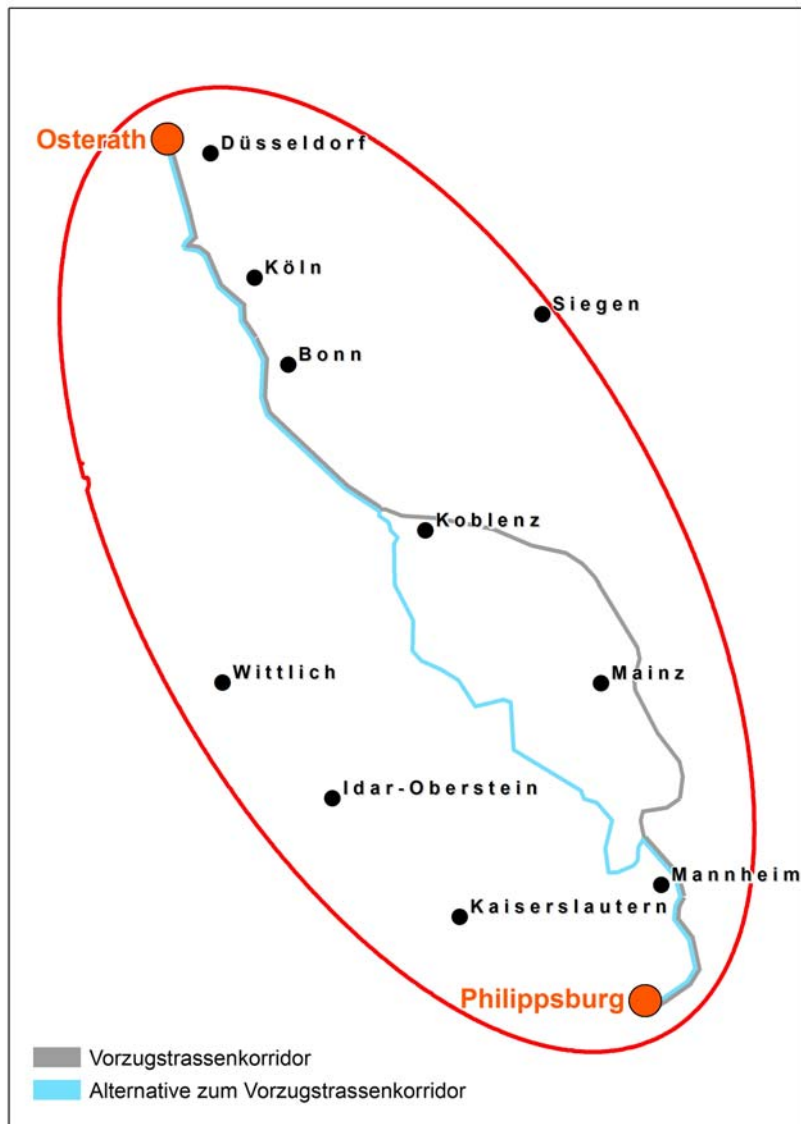 Osterath
Düsseldorf
Köln
Siegen
Bonn
Koblenz
Wittlich
Mainz
Idar-Oberstein
Mannheim
Kaiserslautern
Philippsburg
Vorzugstrassenkorridor
Alternative zum Vorzugstrassenkorridor